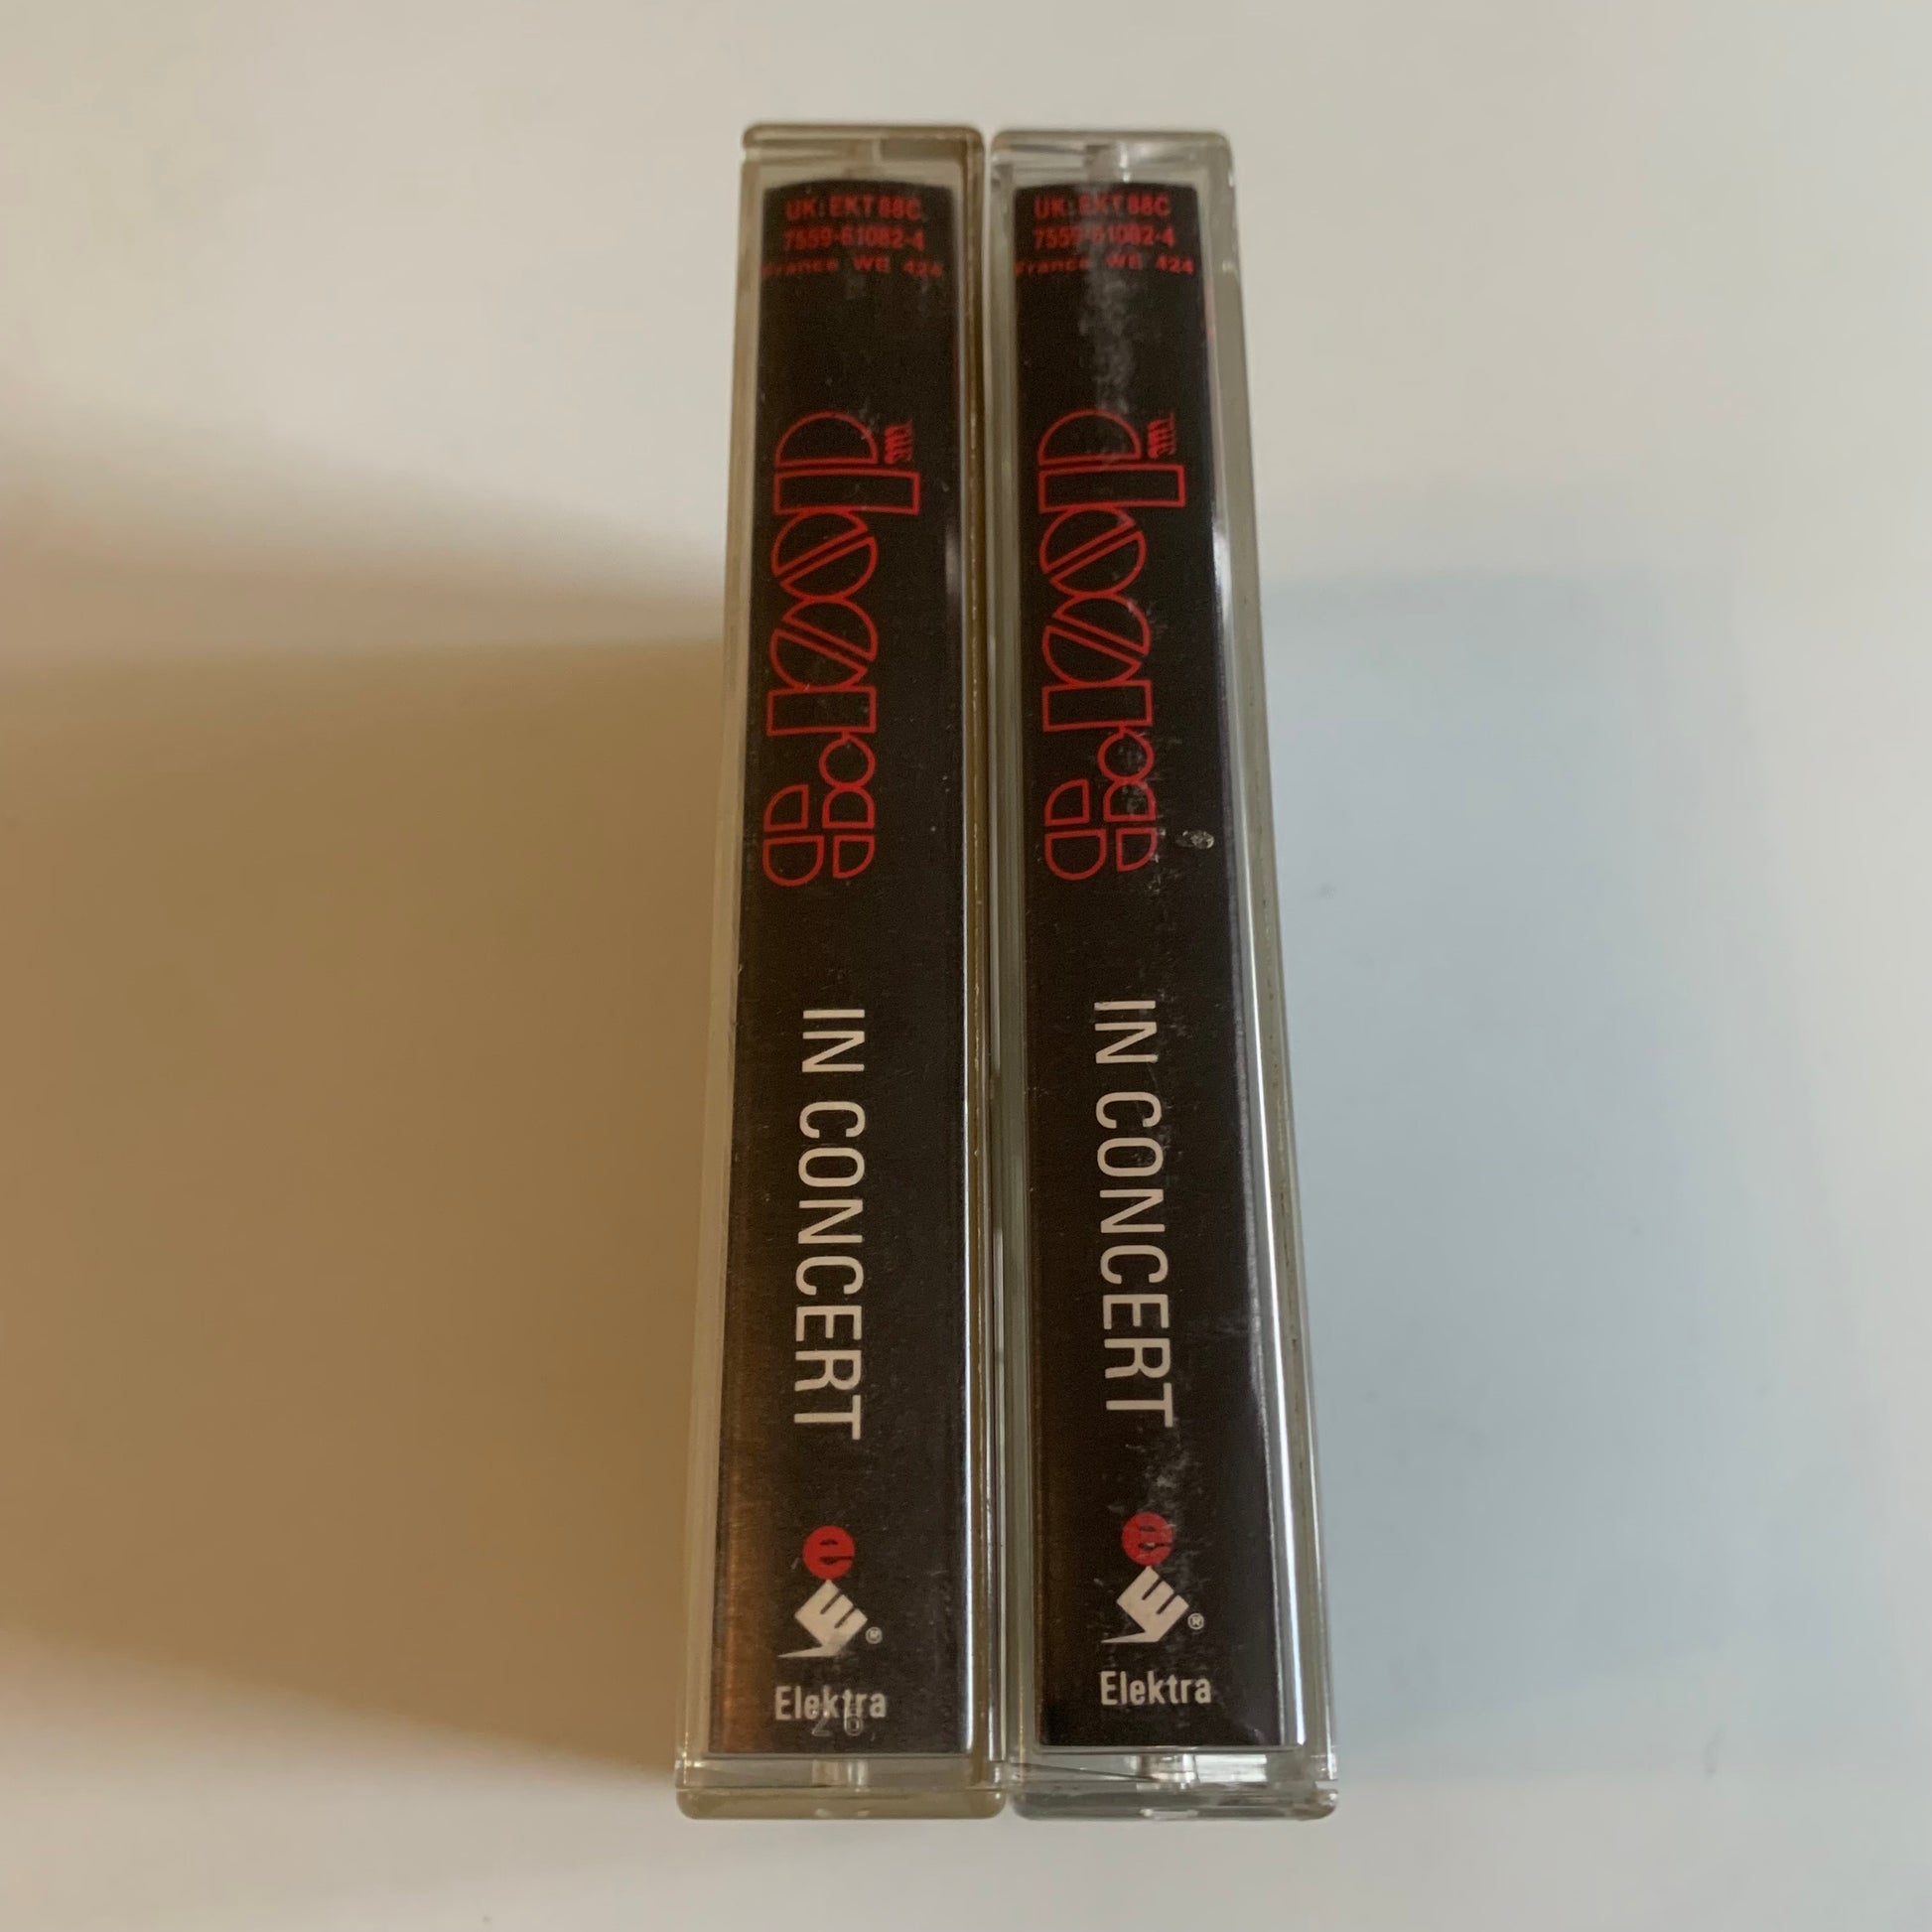 UK: EKT 88C
7559-61082-4
France WE 424
THE
DOORS
IN CONCERT
e
E®
Elektra
26
UK: EKT 88C
7559-61082-4
France WE 424
THE
DOORS
IN CONCERT
e
E®
Elektra